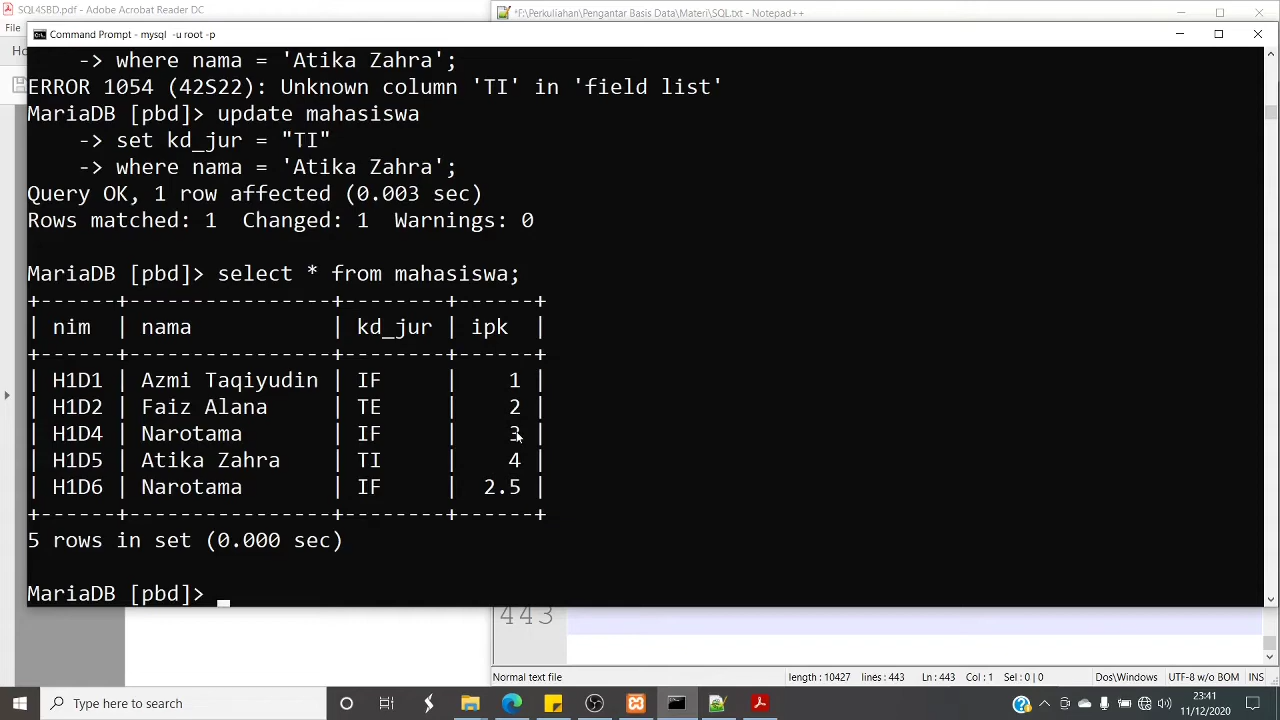 SQL4SBD.pdf - Adobe Acrobat Reader DC
*F:\Perkuliahan\Pengantar Basis Data\Materi\SQL.txt - Notepad++
File
Command Prompt - mysql -u root -p
Ho
-> where nama = 'Atika Zahra';
ERROR 1054 (42S22): Unknown column 'TI' in 'field list'
MariaDB [pbd]> update mahasiswa
-> set kd_jur = "TI"
-> where nama = 'Atika Zahra';
Query OK, 1 row affected (0.003 sec)
Rows matched: 1  Changed: 1  Warnings: 0
MariaDB [pbd]> select * from mahasiswa;
+------+----------------+--------+------+
| nim  | nama           | kd_jur | ipk  |
+------+----------------+--------+------+
| H1D1 | Azmi Taqiyudin | IF     |    1 |
| H1D2 | Faiz Alana     | TE     |    2 |
| H1D4 | Narotama       | IF     |    3 |
| H1D5 | Atika Zahra    | TI     |    4 |
| H1D6 | Narotama       | IF     |  2.5 |
+------+----------------+--------+------+
5 rows in set (0.000 sec)
MariaDB [pbd]>
443
Normal text file
length : 10427 lines : 443
Ln : 443 Col : 1 Sel : 0 | 0
Dos\Windows
UTF-8 w/o BOM
INS
Type here to search
23:41
11/12/2020